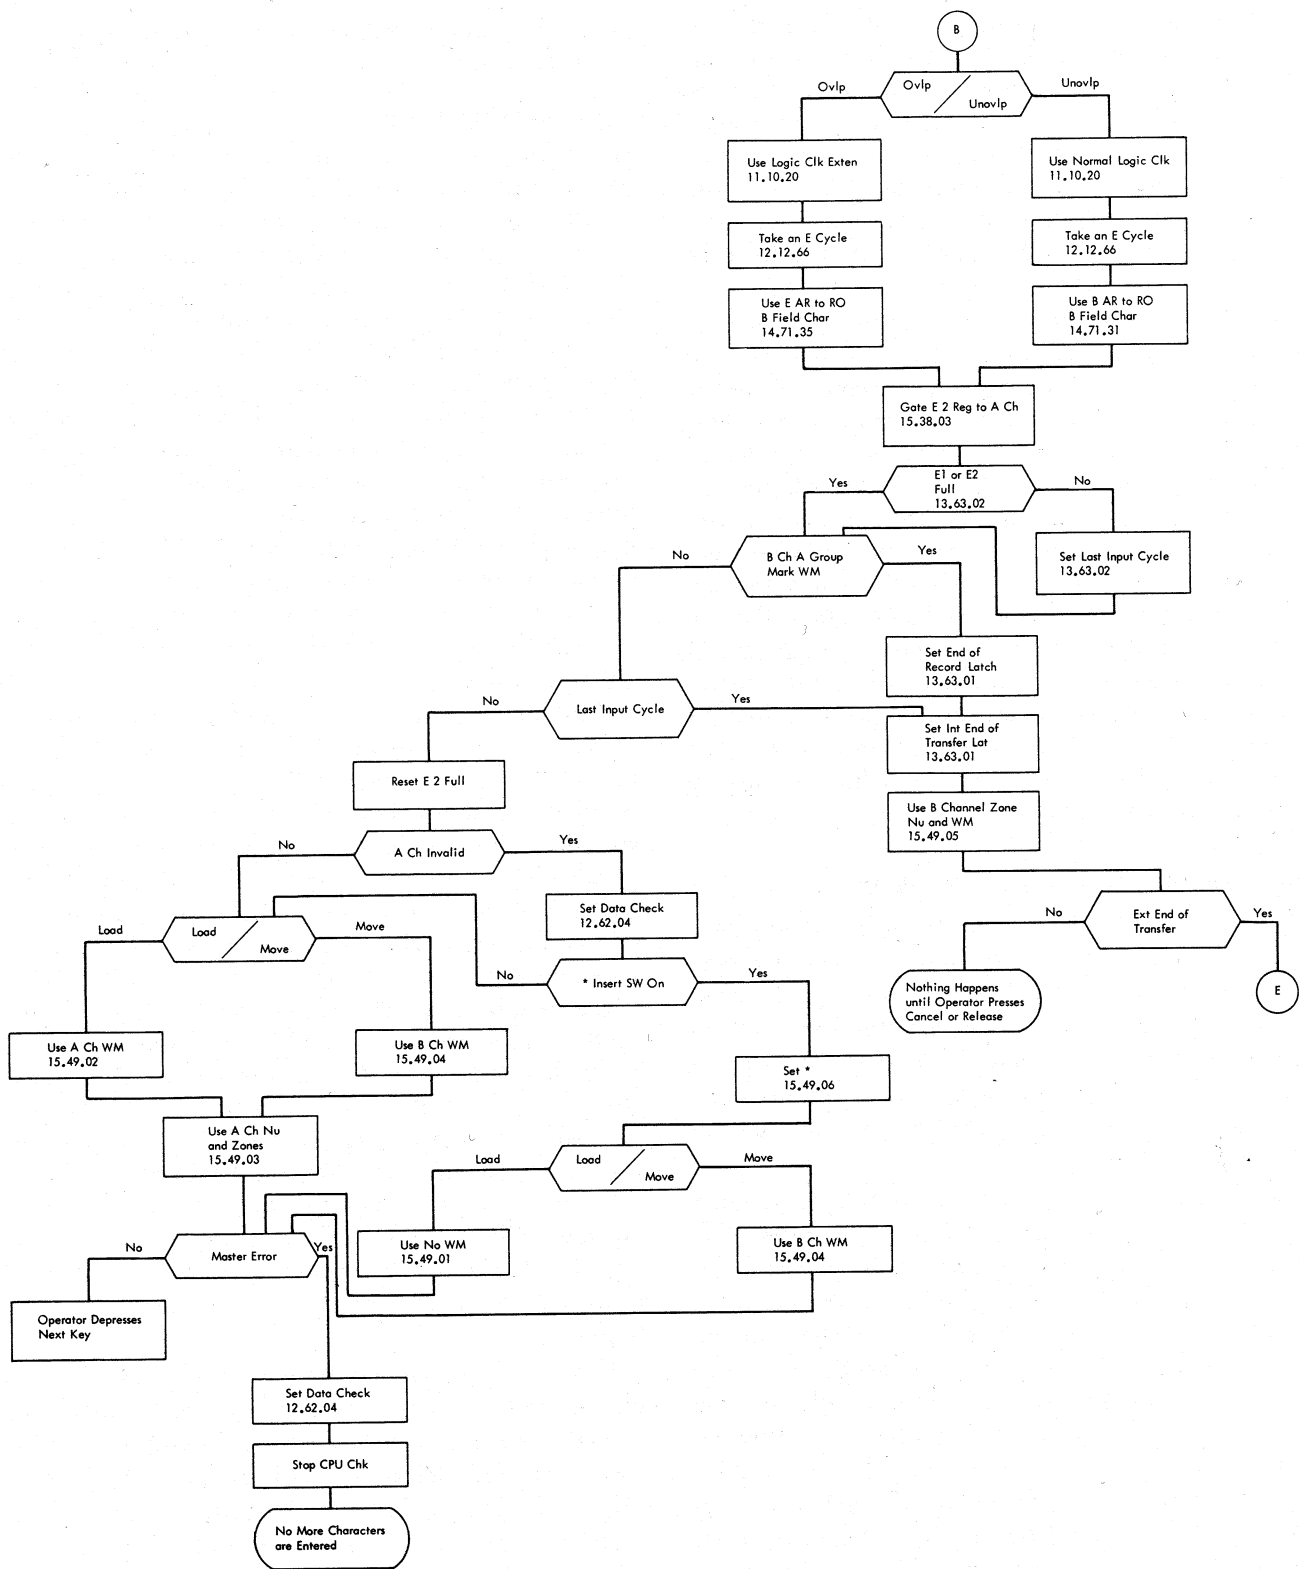 B
Ovlp
Ovlp
Unovlp
Unovlp
Use Logic Clk Exten
11.10.20
Use Normal Logic Clk
11.10.20
Take an E Cycle
12.12.66
Take an E Cycle
12.12.66
Use E AR to RO
B Field Char
14.71.35
Use B AR to RO
B Field Char
14.71.31
Gate E 2 Reg to A Ch
15.38.03
Yes
E1 or E2
Full
13.63.02
No
No
B Ch A Group
Mark WM
Yes
Set Last Input Cycle
13.63.02
Set End of
Record Latch
13.63.01
No
Last Input Cycle
Yes
Set Int End of
Transfer Lat
13.63.01
Reset E 2 Full
Use B Channel Zone
Nu and WM
15.49.05
No
A Ch Invalid
Yes
Set Data Check
12.62.04
No
Ext End of
Transfer
Yes
Load
Load
Move
Move
No
* Insert SW On
Yes
Nothing Happens
until Operator Presses
Cancel or Release
E
Use A Ch WM
15.49.02
Use B Ch WM
15.49.04
Set *
15.49.06
Use A Ch Nu
and Zones
15.49.03
Load
Load
Move
Move
No
Master Error
Yes
Use No WM
15.49.01
Use B Ch WM
15.49.04
Operator Depresses
Next Key
Set Data Check
12.62.04
Stop CPU Chk
No More Characters
are Entered